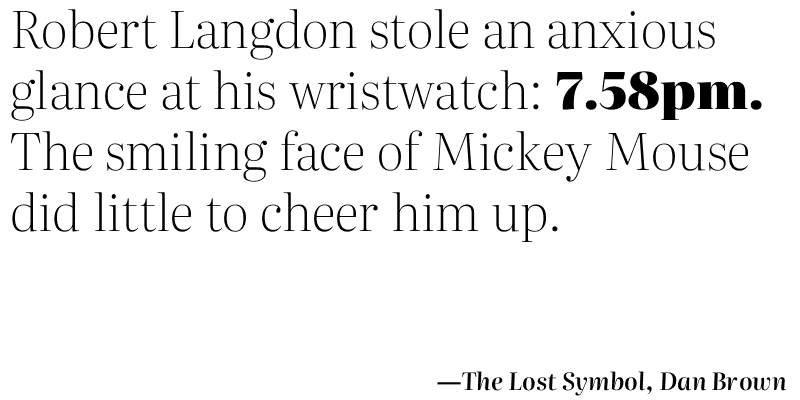 Robert Langdon stole an anxious
glance at his wristwatch: 7.58pm.
The smiling face of Mickey Mouse
did little to cheer him up.
—The Lost Symbol, Dan Brown